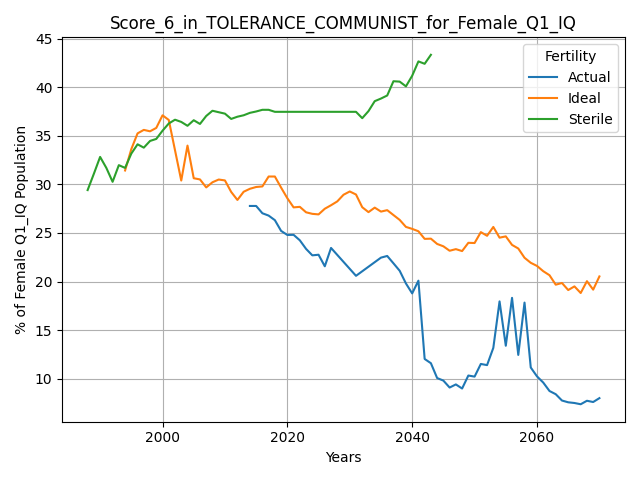 Score_6_in_TOLERANCE_COMMUNIST_for_Female_Q1_IQ
% of Female Q1_IQ Population
45
40
35
30
25
20
15
10
Fertility
Actual
Ideal
Sterile
2000 2020 2040 2060
Years